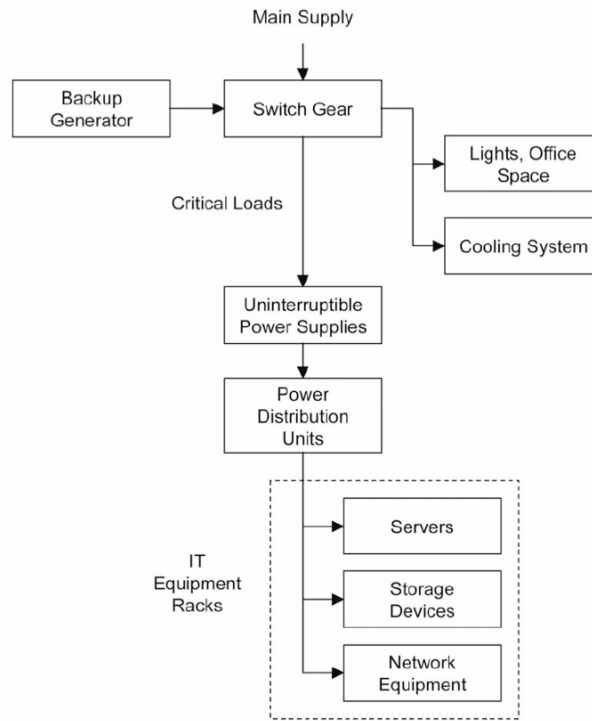 Main Supply
Backup
Generator
Switch Gear
Lights, Office
Space
Critical Loads
Cooling System
Uninterruptible
Power Supplies
Power
Distribution
Units
Servers
IT
Equipment
Racks
Storage
Devices
Network
Equipment